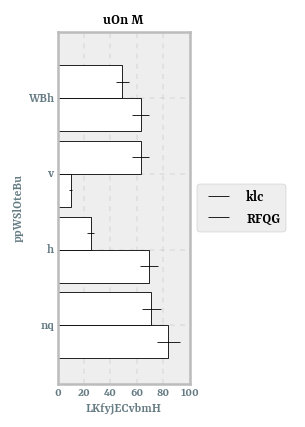 uOn M
ppWSlOteBu
WBh
v
h
nq
0 20 40 60 80 100
LKfyjECvbmH
klc
RFQG